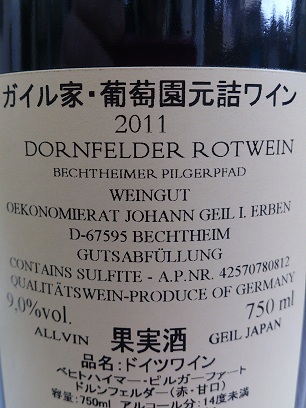 ガイル家・葡萄園元詰ワイン
2011
DORNFELDER ROTWEIN
BECHTHEIMER PILGERPFAD
WEINGUT
OEKONOMIERAT JOHANN GEIL I. ERBEN
D-67595 BECHTHEIM
GUTSABFÜLLUNG
CONTAINS SULFITE - A.P.NR. 42570780812
QUALITÄTSWEIN-PRODUCE OF GERMANY
9,0%vol. 750 ml
ALLVIN 果実酒 GEIL JAPAN
品名:ドイツワイン
ベヒトハイマー・ピルガーファート
ドルンフェルダー(赤・甘口)
容量:750ml アルコール分:14度未満